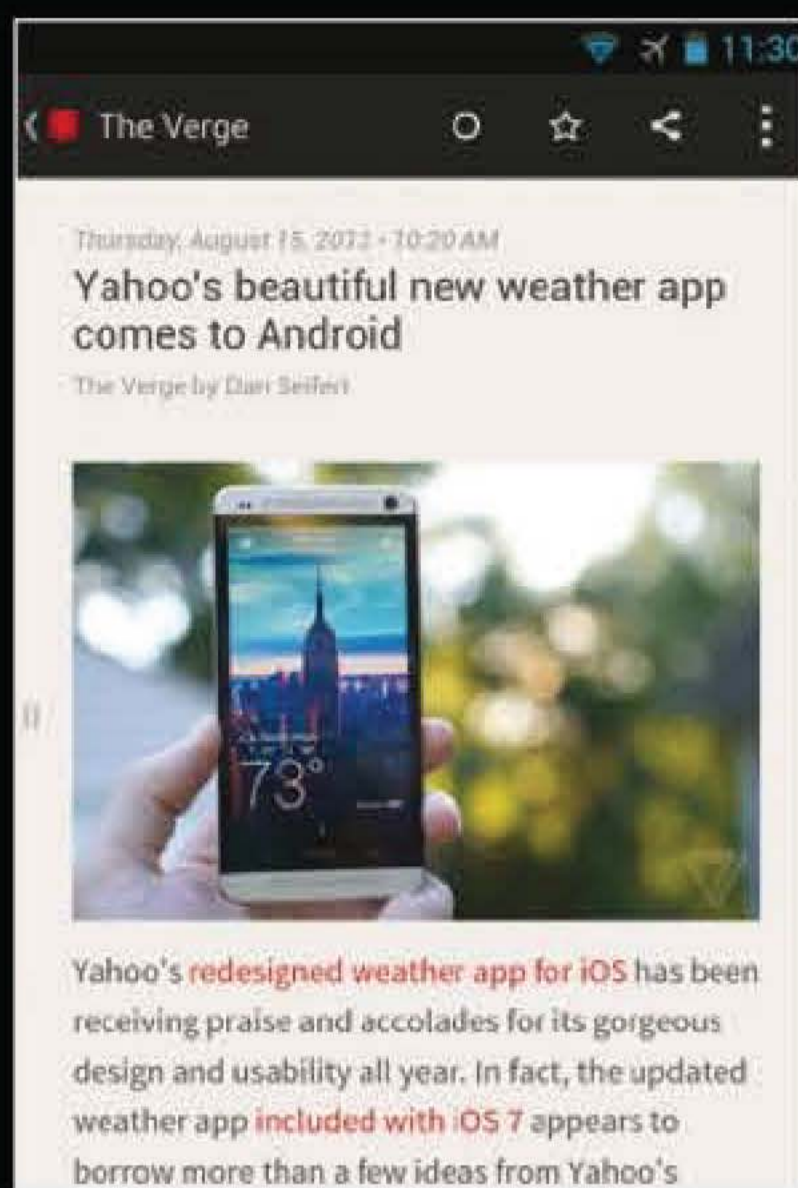 11:30
The Verge
Thursday, August 15, 2013 • 10:20 AM
Yahoo's beautiful new weather app
comes to Android
The Verge by Dan Seifert
73°
Yahoo's redesigned weather app for iOS has been
receiving praise and accolades for its gorgeous
design and usability all year. In fact, the updated
weather app included with iOS 7 appears to
borrow more than a few ideas from Yahoo's